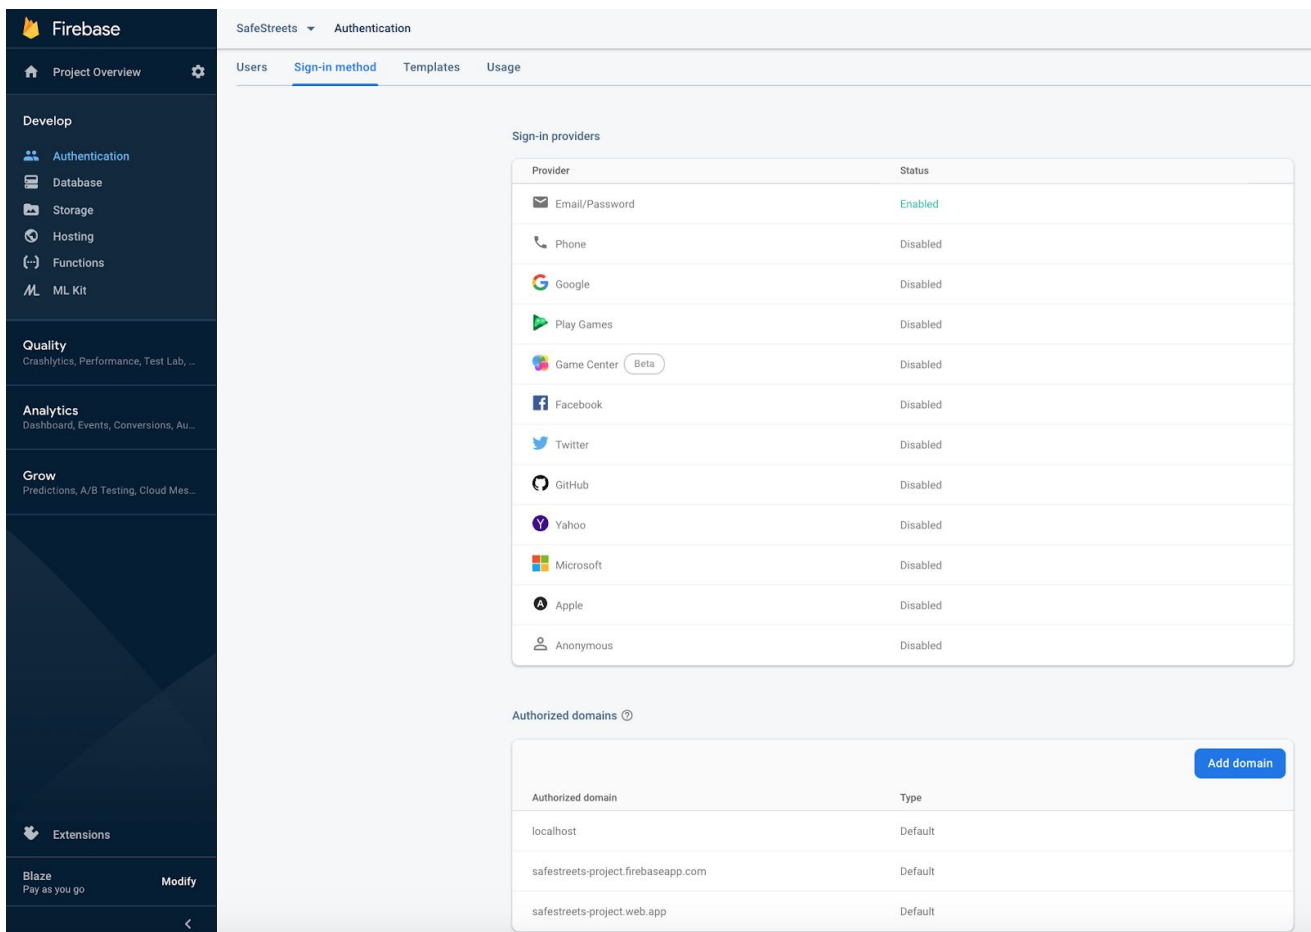 Firebase
Project Overview
Develop
Authentication
Database
Storage
Hosting
Functions
ML Kit
Quality
Crashlytics, Performance, Test Lab, ...
Analytics
Dashboard, Events, Conversions, Au...
Grow
Predictions, A/B Testing, Cloud Mes...
Extensions
Blaze
Pay as you go
Modify
SafeStreets Authentication
Users Sign-in method Templates Usage
Sign-in providers
Provider Status
Email/Password Enabled
Phone Disabled
Google Disabled
Play Games Disabled
Game Center Beta Disabled
Facebook Disabled
Twitter Disabled
GitHub Disabled
Yahoo Disabled
Microsoft Disabled
Apple Disabled
Anonymous Disabled
Authorized domains
Add domain
Authorized domain Type
localhost Default
safestreets-project.firebaseapp.com Default
safestreets-project.web.app Default